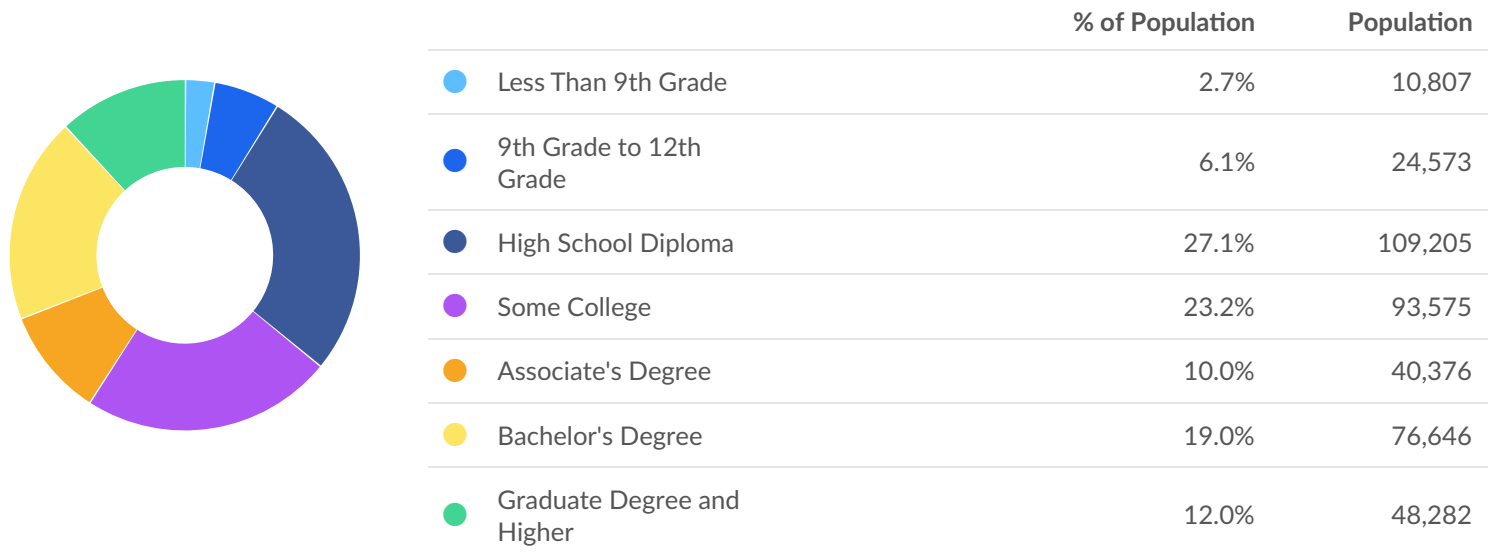 % of Population Population
Less Than 9th Grade 2.7% 10,807
9th Grade to 12th
Grade 6.1% 24,573
High School Diploma 27.1% 109,205
Some College 23.2% 93,575
Associate's Degree 10.0% 40,376
Bachelor's Degree 19.0% 76,646
Graduate Degree and
Higher 12.0% 48,282